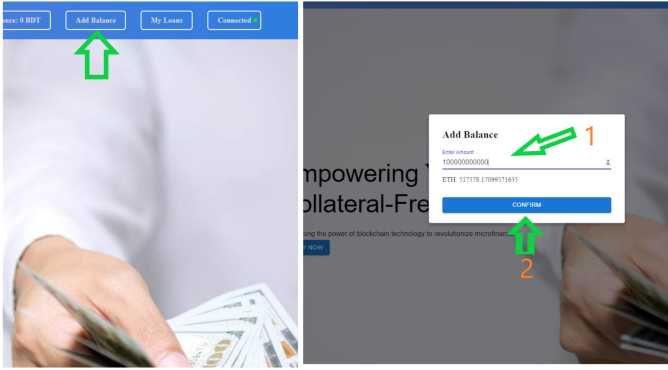 ance: 0 BDT Add Balance My Loans Connected
Add Balance 1
Enter Amount
100000000000
ETH: 517578.17099571635
CONFIRM
mpowering Y
ollateral-Fre
sing the power of blockchain technology to revolutionize microfinan
Y NOW
2